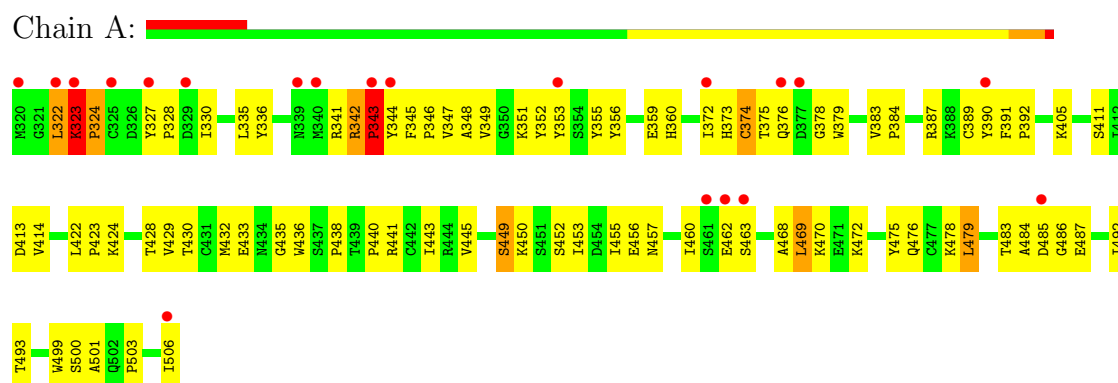 Chain A:
M320 G321 L322 K323 P324 C325 D326 Y327 P328 D329 I330 L335 Y336 N339 M340 R341 R342 P343 Y344 F345 P346 Y347 A348 V349 G350 K351 Y352 Y353 S354 Y355 Y356 E359 H360 I372 H373 C374 T375 Q376 D377 G378 W379 V383 P384 R387 K388 C389 Y390 F391 P392 K405 S411 I412
D413 V414 L422 P423 K424 T428 V429 T430 C431 M432 E433 N434 G435 W436 S437 P438 T439 P440 R441 C442 I443 R444 V445 S449 K450 S451 S452 I453 D454 I455 E456 N457 I460 S461 E462 S463 A468 L469 K470 E471 K472 Y475 Q476 C477 K478 L479 T483 A484 D485 G486 E487 I492
T493 W499 S500 A501 Q502 P503 I506